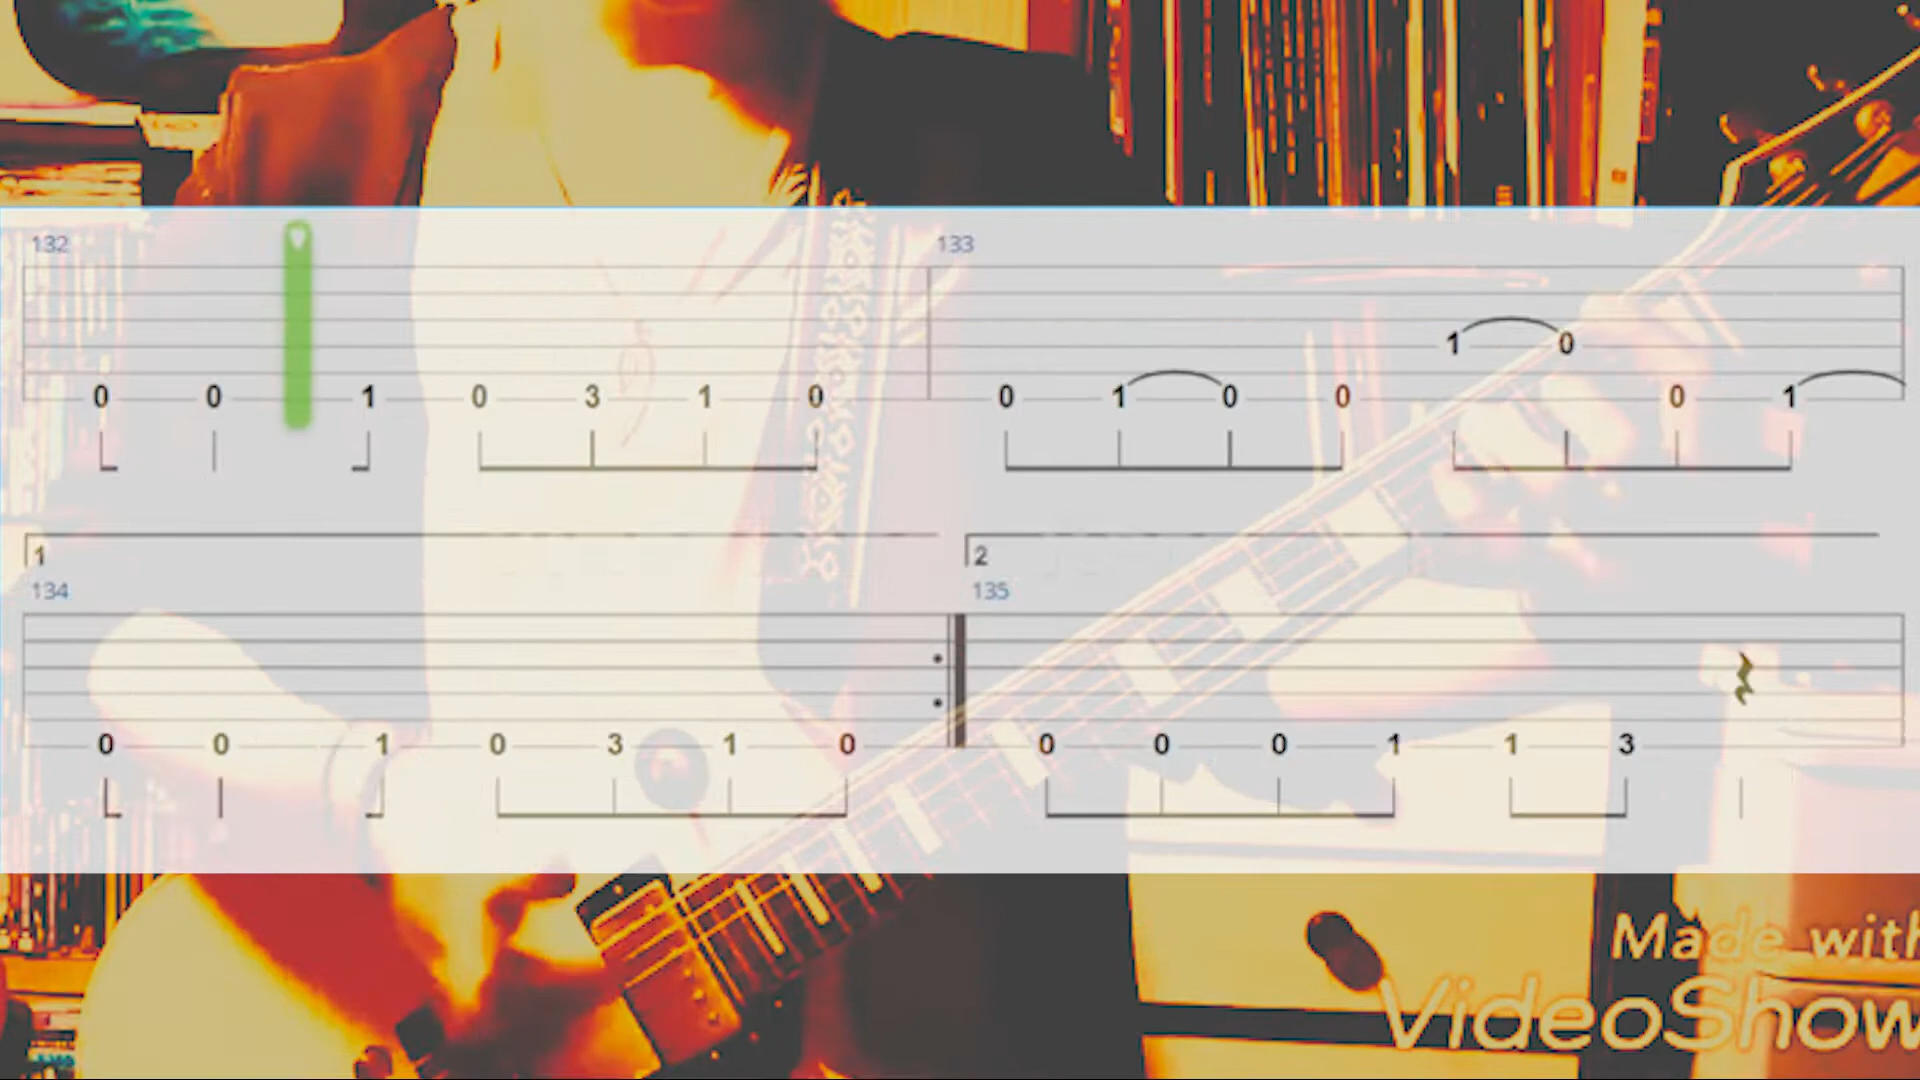 132 133
1 0
0 0 1 0 3 1 0 0 1 0 0 0 1
1 2
134 135
0 0 1 0 3 1 0 0 0 0 1 1 3
Made with
VideoShow